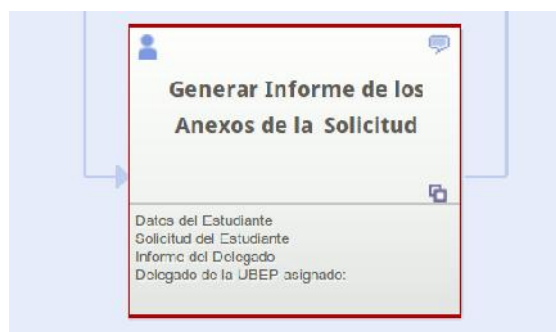 Generar Informe de los
Anexos de la Solicitud
Datos del Estudiante
Solicitud del Estudiante
Informe del Delegado
Delegado de la UBEP asignado: